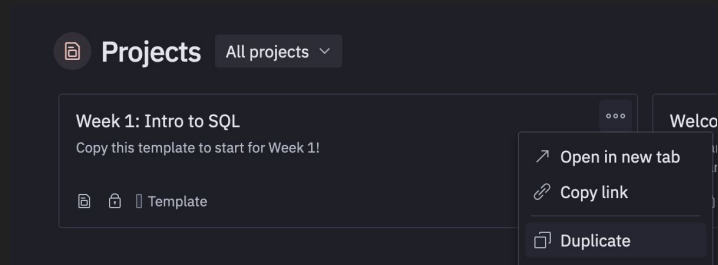 Projects
All projects
Week 1: Intro to SQL
Copy this template to start for Week 1!
Template
Welco
Open in new tab
Copy link
Duplicate